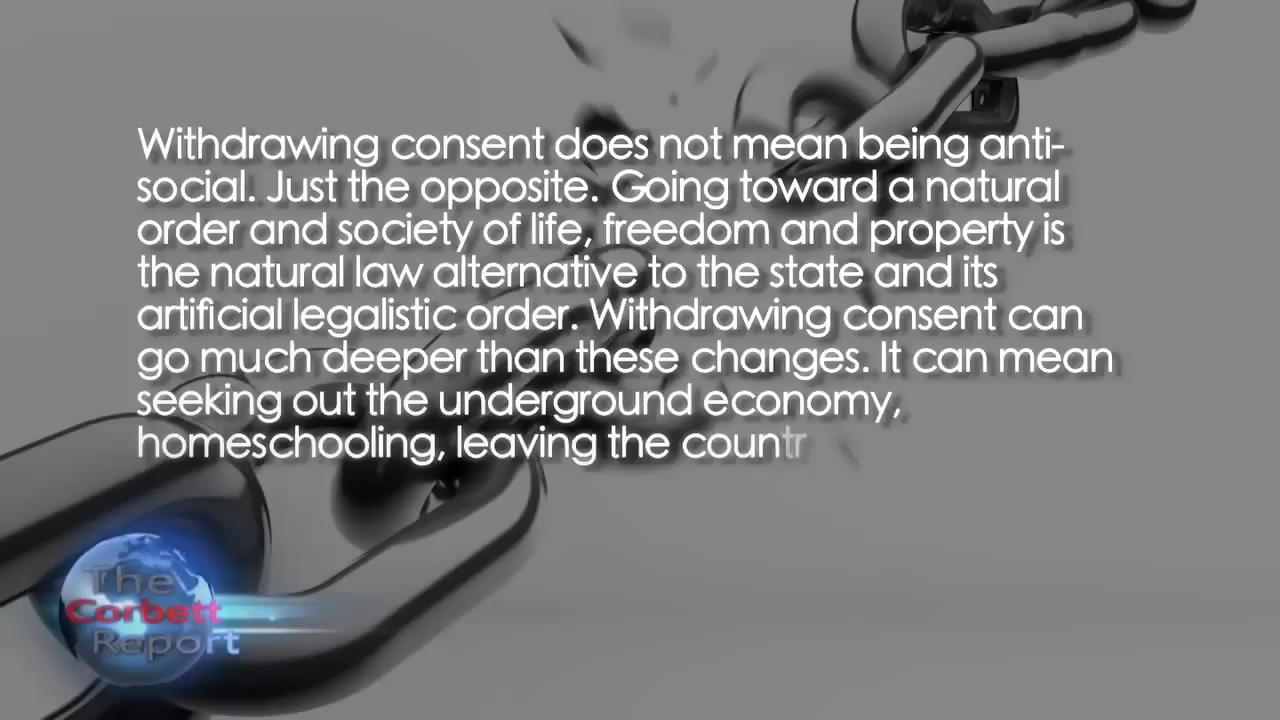 Withdrawing consent does not mean being anti-
social. Just the opposite. Going toward a natural
order and society of life, freedom and property is
the natural law alternative to the state and its
artificial legalistic order. Withdrawing consent can
go much deeper than these changes. It can mean
seeking out the underground economy,
homeschooling, leaving the countr
The
Corbett
Report